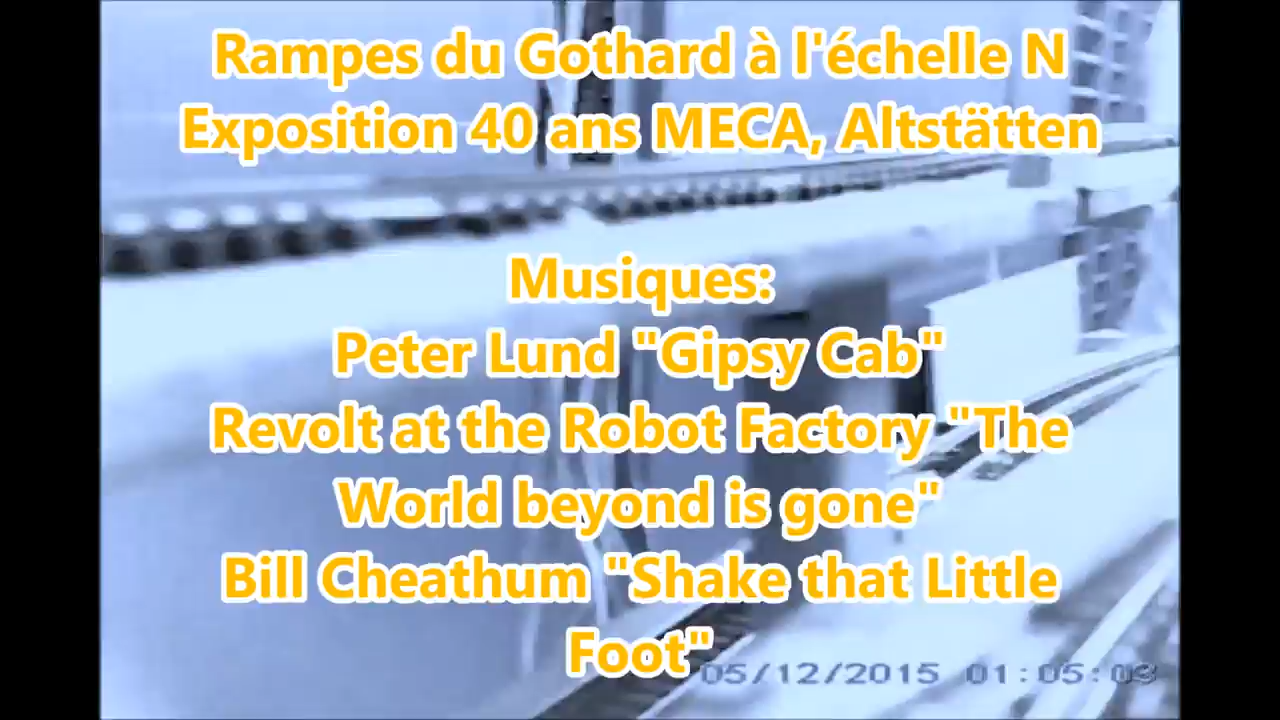 Rampes du Gothard à l'échelle N
Exposition 40 ans MECA, Altstätten
Musiques:
Peter Lund "Gipsy Cab"
Revolt at the Robot Factory "The
World beyond is gone"
Bill Cheathum "Shake that Little
Foot"
05/12/2015 01:05:03